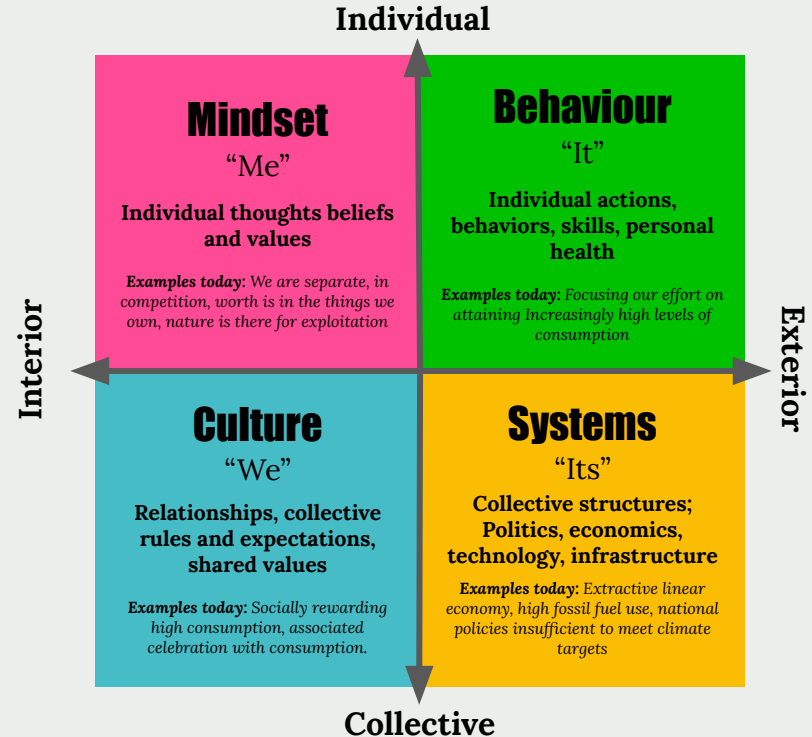 Individual
Mindset
“Me”
Individual thoughts beliefs
and values
Examples today: We are separate, in
competition, worth is in the things we
own, nature is there for exploitation
Behaviour
“It”
Individual actions,
behaviors, skills, personal
health
Examples today: Focusing our effort on
attaining Increasingly high levels of
consumption
Interior
Exterior
Culture
“We”
Relationships, collective
rules and expectations,
shared values
Examples today: Socially rewarding
high consumption, associated
celebration with consumption.
Systems
“Its”
Collective structures;
Politics, economics,
technology, infrastructure
Examples today: Extractive linear
economy, high fossil fuel use, national
policies insufficient to meet climate
targets
Collective